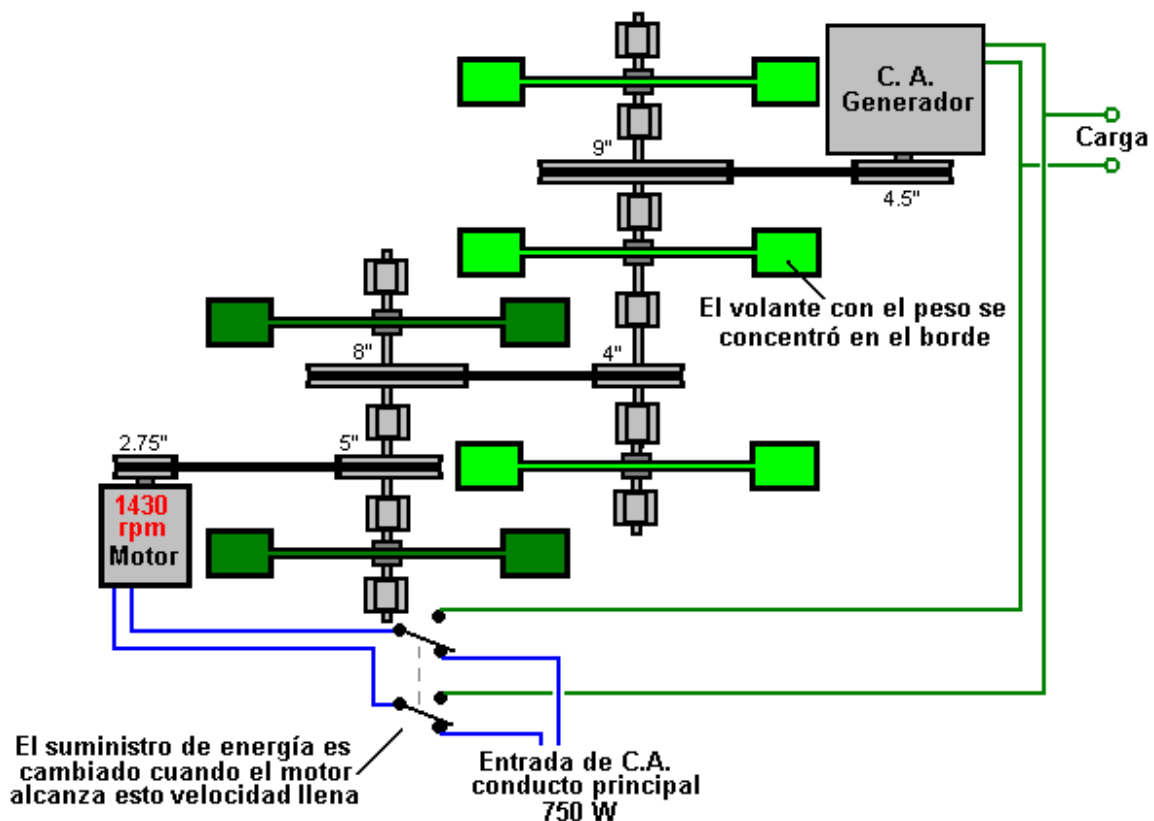 C. A.
Generador
Carga
9"
4.5"
El volante con el peso se
concentró en el borde
8"
4"
2.75"
5"
1430
rpm
Motor
El suministro de energía es
cambiado cuando el motor
alcanza esto velocidad llena
Entrada de C.A.
conducto principal
750 W